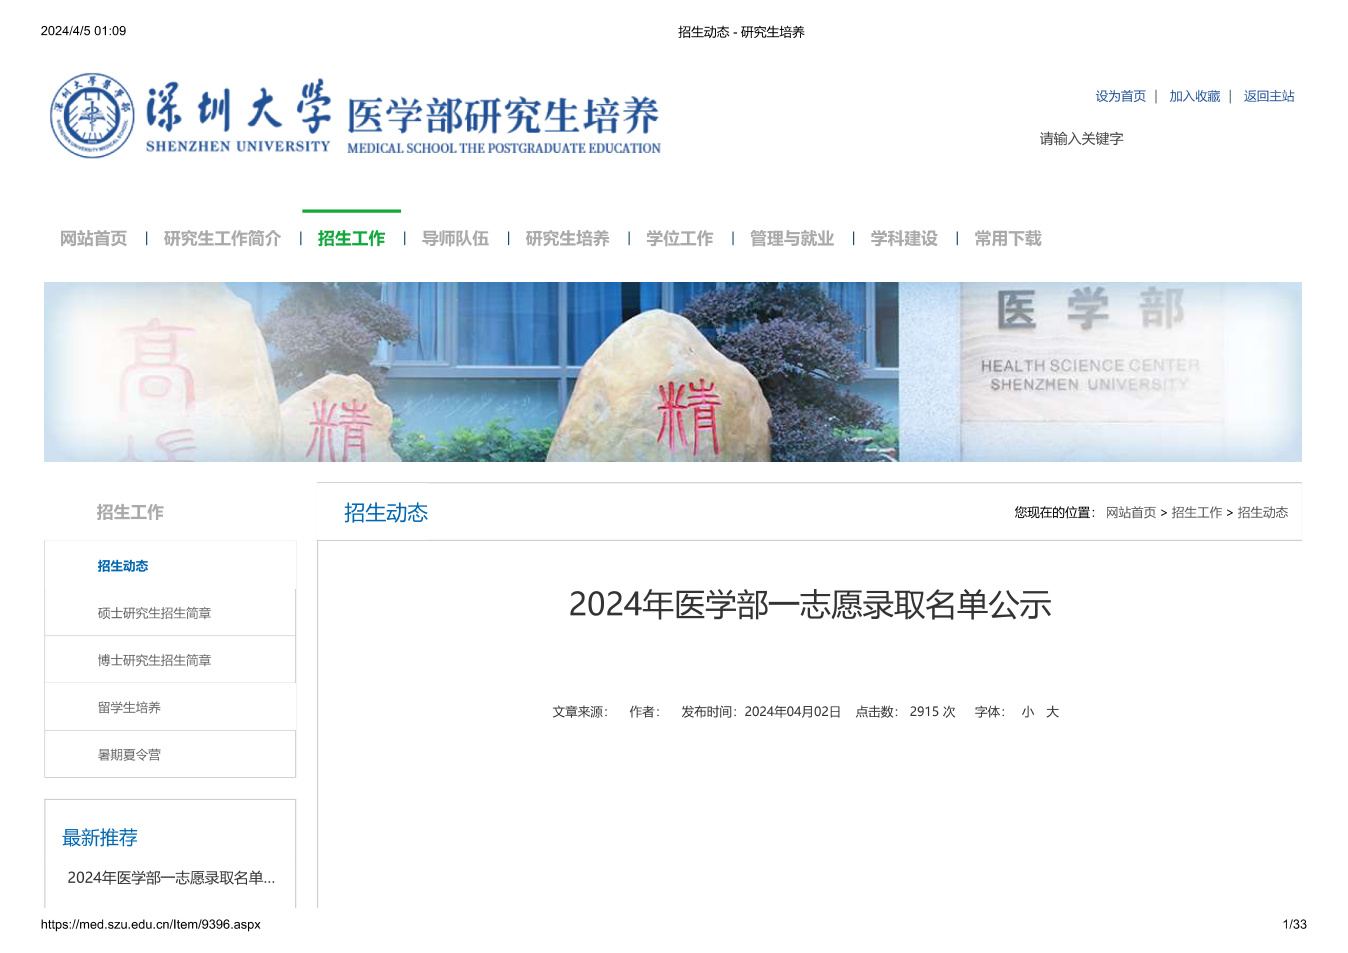 2024/4/5 01:09
招生动态 - 研究生培养
深圳大学
SHENZHEN UNIVERSITY
医学部研究生培养
MEDICAL SCHOOL THE POSTGRADUATE EDUCATION
设为首页 | 加入收藏 | 返回主站
请输入关键字
网站首页 | 研究生工作简介 | 招生工作 | 导师队伍 | 研究生培养 | 学位工作 | 管理与就业 | 学科建设 | 常用下载
高
精
精
医学部
HEALTH SCIENCE CENTER
SHENZHEN UNIVERSITY
招生工作
招生动态
硕士研究生招生简章
博士研究生招生简章
留学生培养
暑期夏令营
最新推荐
2024年医学部一志愿录取名单...
招生动态
您现在的位置： 网站首页 > 招生工作 > 招生动态
2024年医学部一志愿录取名单公示
文章来源： 作者： 发布时间：2024年04月02日 点击数： 2915 次 字体： 小 大
https://med.szu.edu.cn/Item/9396.aspx
1/33